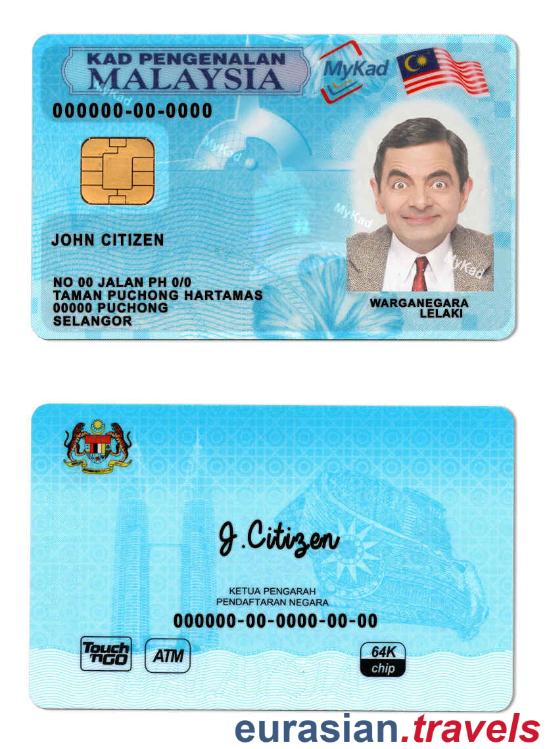 KAD PENGENALAN
MALAYSIA
MyKad
000000-00-0000
MyKad
MyKad
MyKad
MyKad
JOHN CITIZEN
NO 00 JALAN PH 0/0
TAMAN PUCHONG HARTAMAS
00000 PUCHONG
SELANGOR
WARGANEGARA
LELAKI
J.Citizen
KETUA PENGARAH
PENDAFTARAN NEGARA
000000-00-0000-00-00
Touch
'nGO
ATM
64K
chip
eurasian.travels